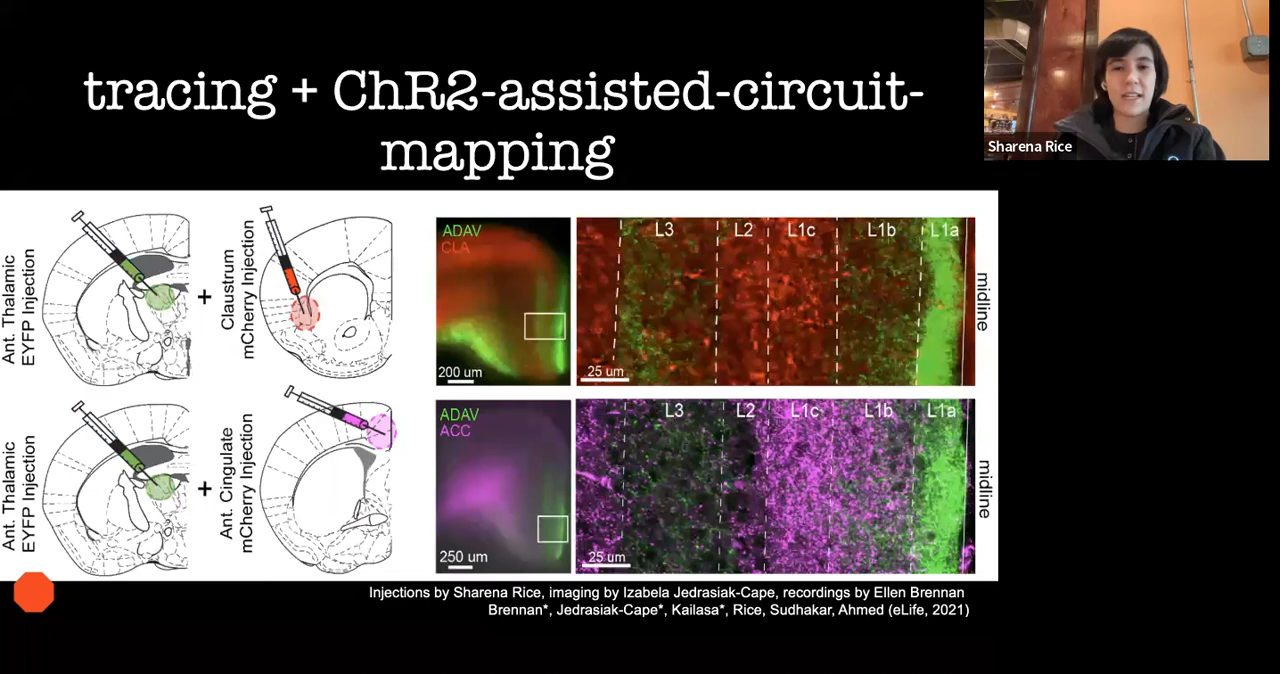 tracing + ChR2-assisted-circuit-
mapping
Sharena Rice
Ant. Thalamic
EYFP Injection
+
Claustrum
mCherry Injection
ADAV
CLA
200 um
L3
L2
L1c
L1b
L1a
25 um
midline
Ant. Thalamic
EYFP Injection
+
Ant. Cingulate
mCherry Injection
ADAV
ACC
250 um
L3
L2
L1c
L1b
L1a
25 um
midline
Injections by Sharena Rice, imaging by Izabela Jedrasiak-Cape, recordings by Ellen Brennan
Brennan*, Jedrasiak-Cape*, Kailasa*, Rice, Sudhakar, Ahmed (eLife, 2021)